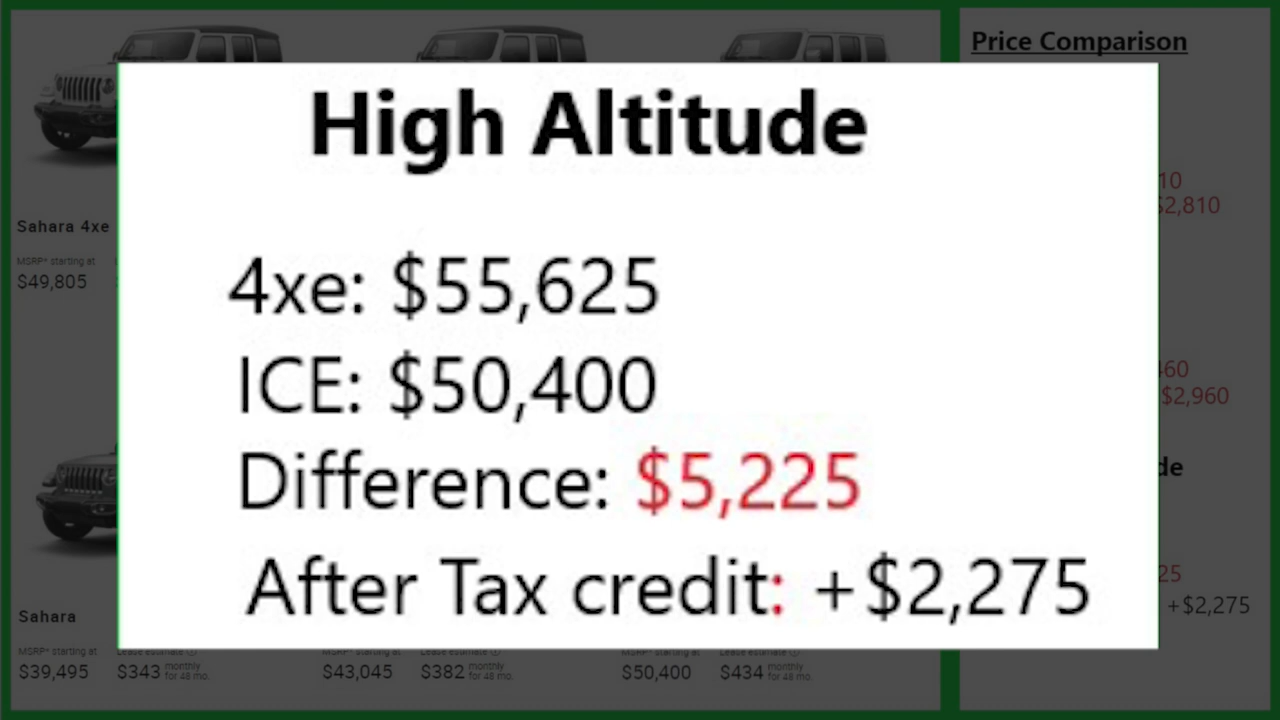 Price Comparison
High Altitude
4xe: $55,625
ICE: $50,400
Difference: $5,225
After Tax credit: +$2,275
$2,810
$2,960
+$2,275
Sahara 4xe
MSRP* starting at
$49,805
Sahara
MSRP* starting at Lease estimate MSRP* starting at Lease estimate MSRP* starting at Lease estimate
$39,495 $343 monthly for 48 mo. $43,045 $382 monthly for 48 mo. $50,400 $434 monthly for 48 mo.